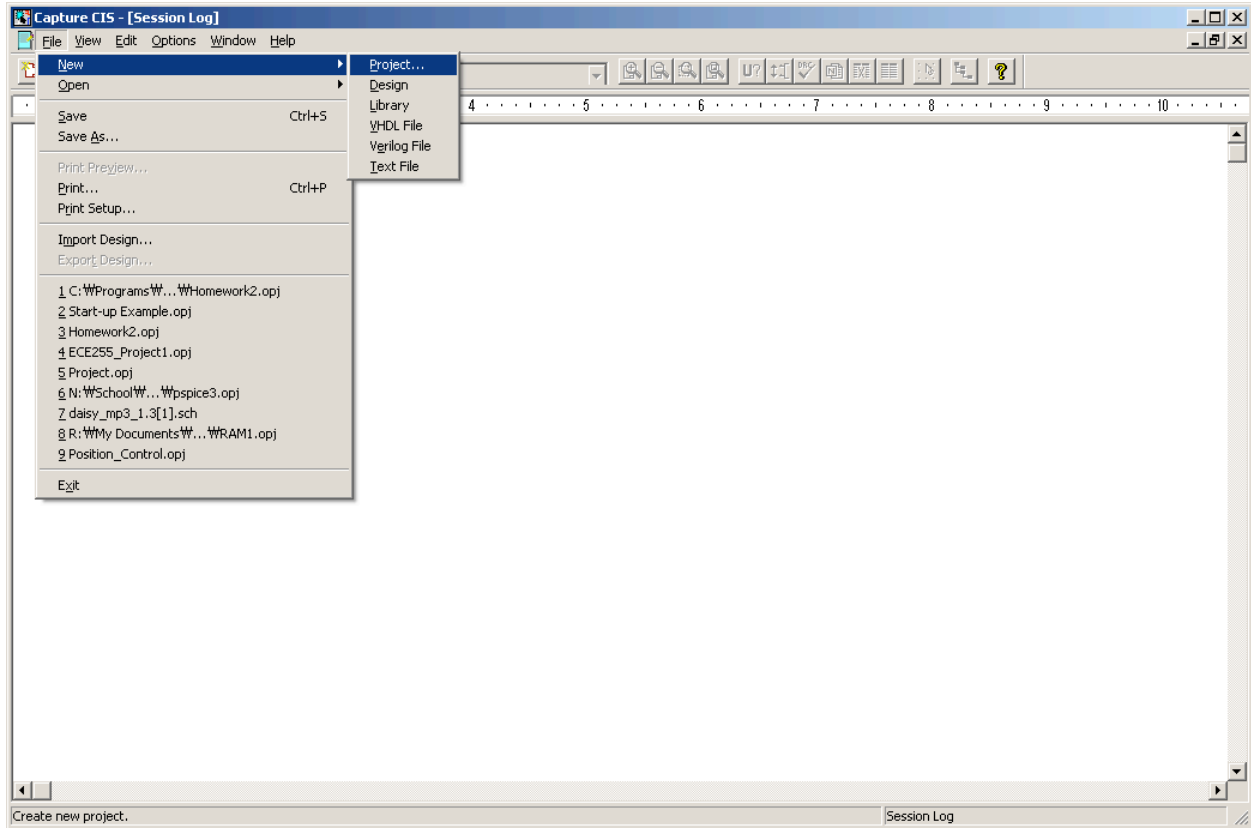 Capture CIS - [Session Log]
File View Edit Options Window Help
U? DRC
4 5 6 7 8 9 10
New
Open
Save Ctrl+S
Save As...
Print Preview...
Print... Ctrl+P
Print Setup...
Import Design...
Export Design...
1 C:₩Programs₩...₩Homework2.opj
2 Start-up Example.opj
3 Homework2.opj
4 ECE255_Project1.opj
5 Project.opj
6 N:₩School₩...₩pspice3.opj
7 daisy_mp3_1.3[1].sch
8 R:₩My Documents₩...₩RAM1.opj
9 Position_Control.opj
Exit
Project...
Design
Library
VHDL File
Verilog File
Text File
Create new project.
Session Log